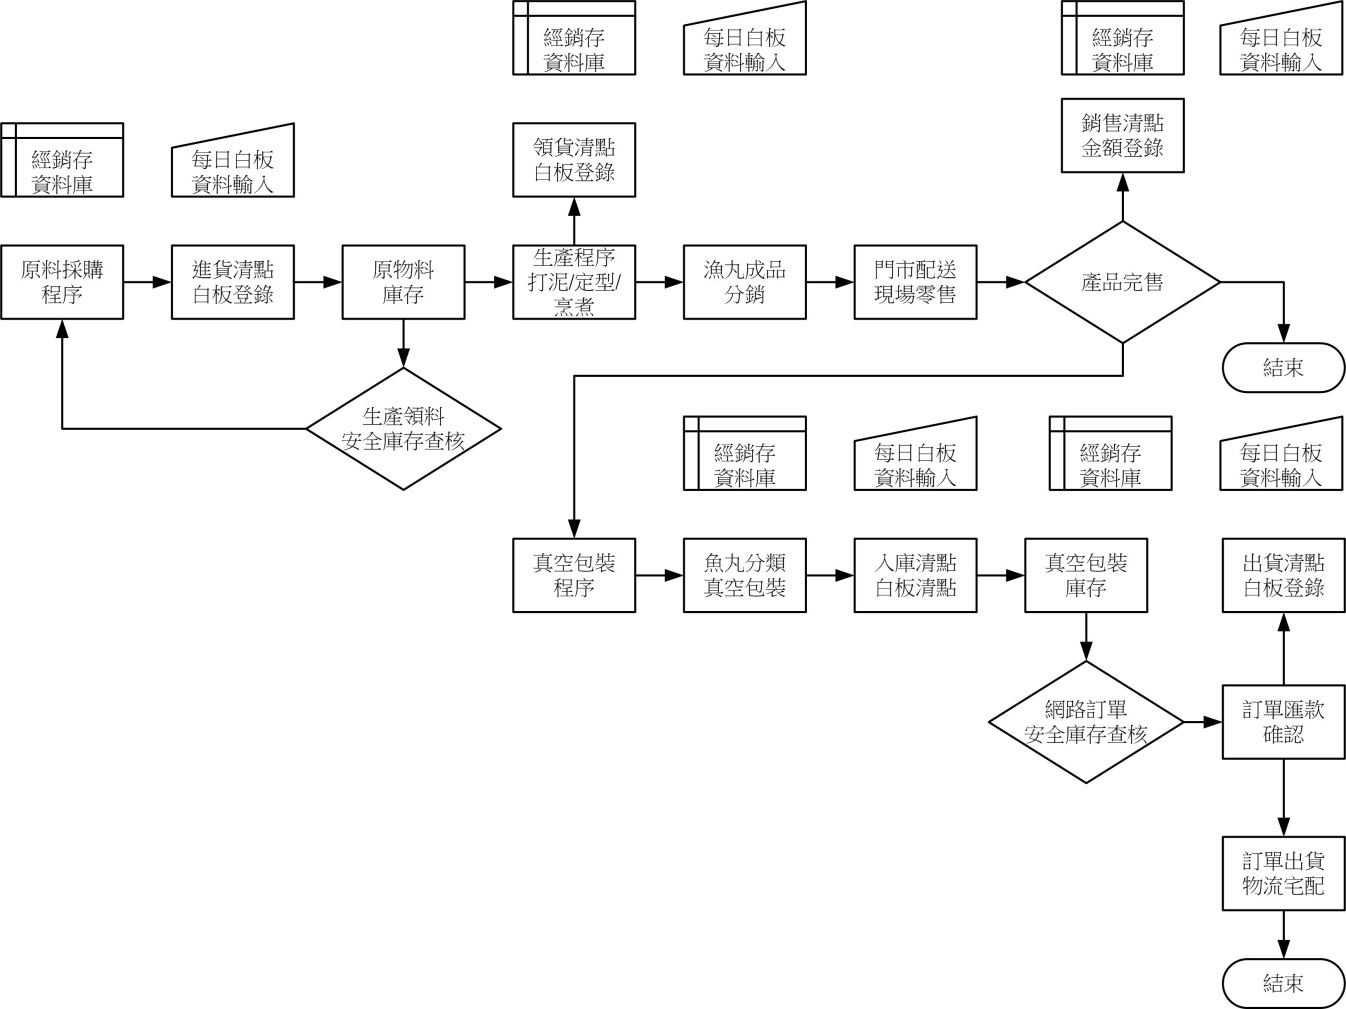 經銷存
資料庫
每日白板
資料輸入
經銷存
資料庫
每日白板
資料輸入
經銷存
資料庫
每日白板
資料輸入
領貨清點
白板登錄
銷售清點
金額登錄
原料採購
程序
進貨清點
白板登錄
原物料
庫存
生產程序
打泥/定型/
烹煮
漁丸成品
分銷
門市配送
現場零售
產品完售
結束
生產領料
安全庫存查核
經銷存
資料庫
每日白板
資料輸入
經銷存
資料庫
每日白板
資料輸入
真空包裝
程序
魚丸分類
真空包裝
入庫清點
白板清點
真空包裝
庫存
出貨清點
白板登錄
網路訂單
安全庫存查核
訂單匯款
確認
訂單出貨
物流宅配
結束